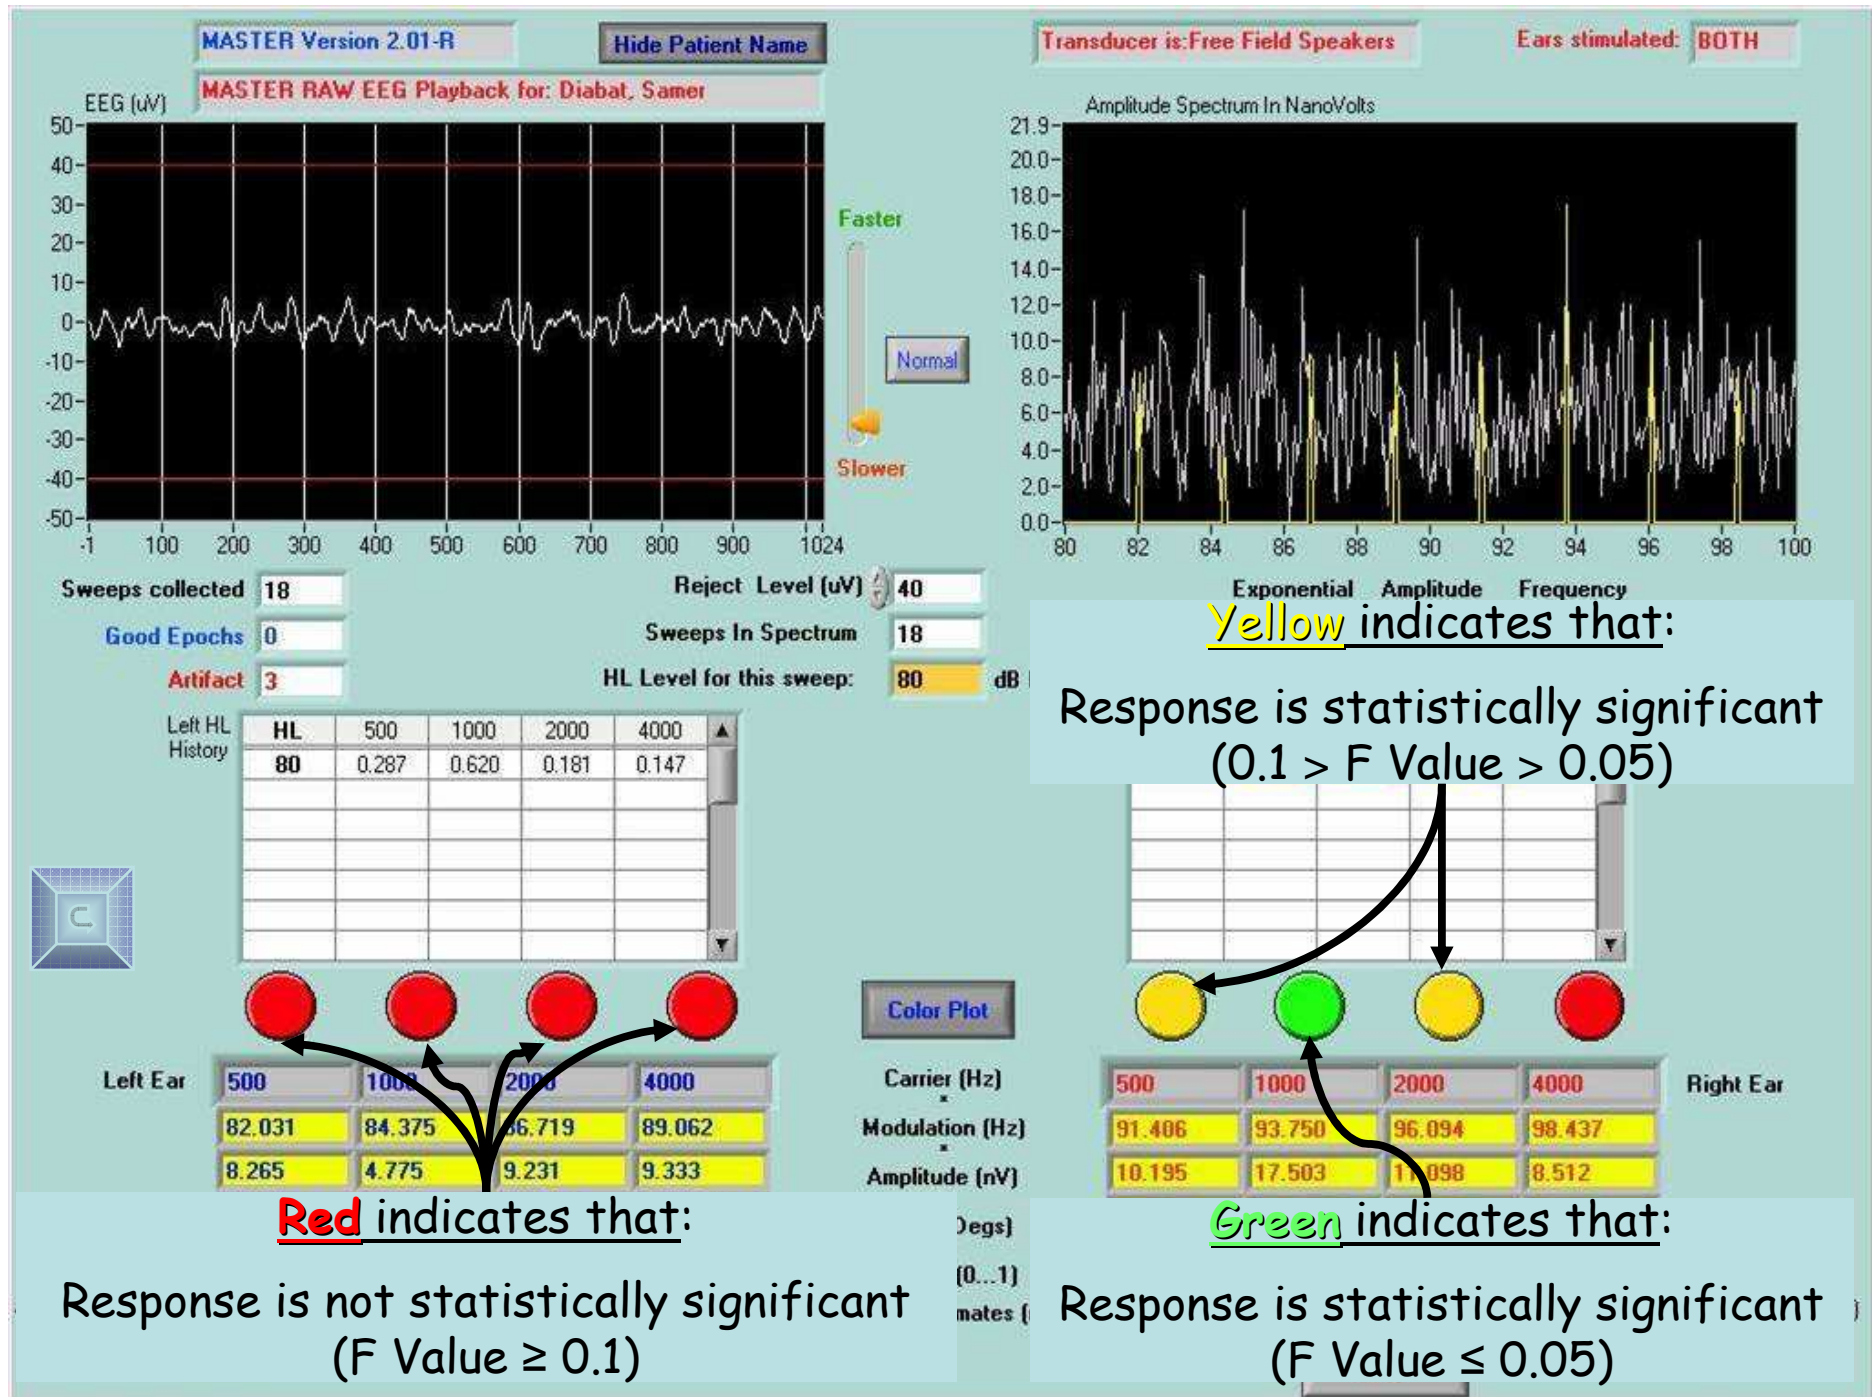 MASTER Version 2.01-R
Hide Patient Name
Transducer is:Free Field Speakers
Ears stimulated: BOTH
MASTER RAW EEG Playback for: Diabat, Samer
EEG (uV)
50
40
30
20
10
0
-10
-20
-30
-40
-50
-1 100 200 300 400 500 600 700 800 900 1024
Faster
Normal
Slower
Amplitude Spectrum In NanoVolts
21.9
20.0
18.0
16.0
14.0
12.0
10.0
8.0
6.0
4.0
2.0
0.0
80 82 84 86 88 90 92 94 96 98 100
Sweeps collected 18
Good Epochs 0
Artifact 3
Reject Level (uV) 40
Sweeps In Spectrum 18
HL Level for this sweep: 80 dB
Exponential Amplitude Frequency
Yellow indicates that:
Response is statistically significant
(0.1 > F Value > 0.05)
Left HL
History
HL 500 1000 2000 4000
80 0.287 0.620 0.181 0.147
Color Plot
Left Ear 500 1000 2000 4000 Carrier (Hz) 500 1000 2000 4000 Right Ear
82.031 84.375 86.719 89.062 Modulation (Hz) 91.406 93.750 96.094 98.437
8.265 4.775 9.231 9.333 Amplitude (nV) 10.195 17.503 11.098 8.512
Red indicates that:
Response is not statistically significant
(F Value ≥ 0.1)
Degs)
(0...1)
mates (
Green indicates that:
Response is statistically significant
(F Value ≤ 0.05)